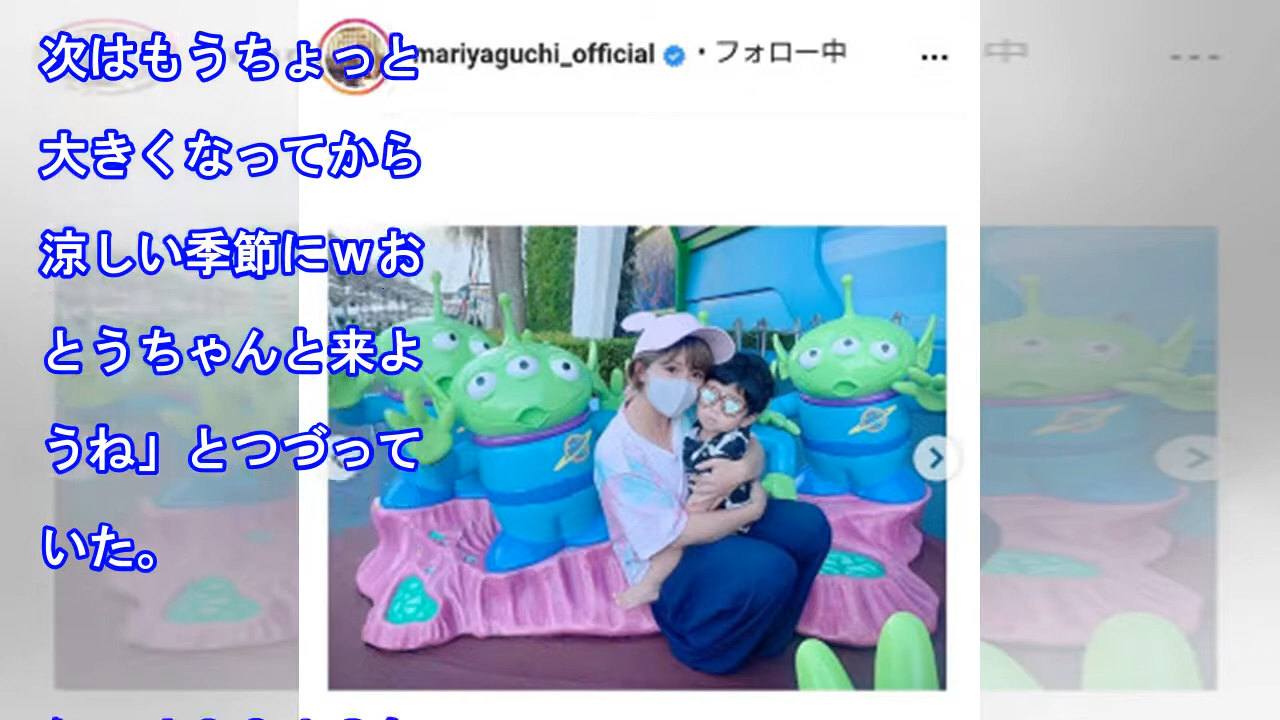 次はもうちょっと
大きくなってから
涼しい季節にｗお
とうちゃんと来よ
うね」とつづって
いた。
mariyaguchi_official ・フォロー中
中